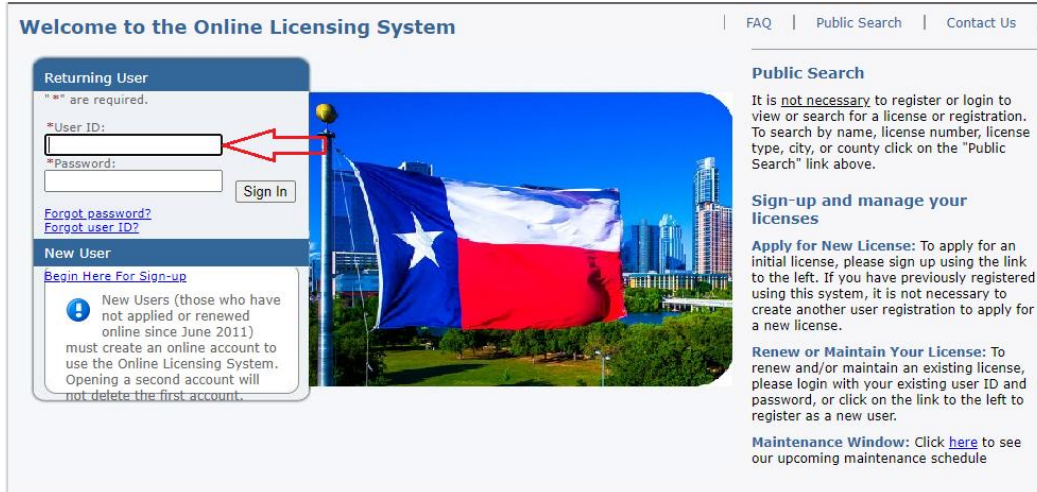 Welcome to the Online Licensing System
FAQ | Public Search | Contact Us
Returning User
"*" are required.
*User ID:
*Password:
Sign In
Forgot password?
Forgot user ID?
New User
Begin Here For Sign-up
New Users (those who have
not applied or renewed
online since June 2011)
must create an online account to
use the Online Licensing System.
Opening a second account will
not delete the first account.
Public Search
It is not necessary to register or login to
view or search for a license or registration.
To search by name, license number, license
type, city, or county click on the "Public
Search" link above.
Sign-up and manage your
licenses
Apply for New License: To apply for an
initial license, please sign up using the link
to the left. If you have previously registered
using this system, it is not necessary to
create another user registration to apply for
a new license.
Renew or Maintain Your License: To
renew and/or maintain an existing license,
please login with your existing user ID and
password, or click on the link to the left to
register as a new user.
Maintenance Window: Click here to see
our upcoming maintenance schedule